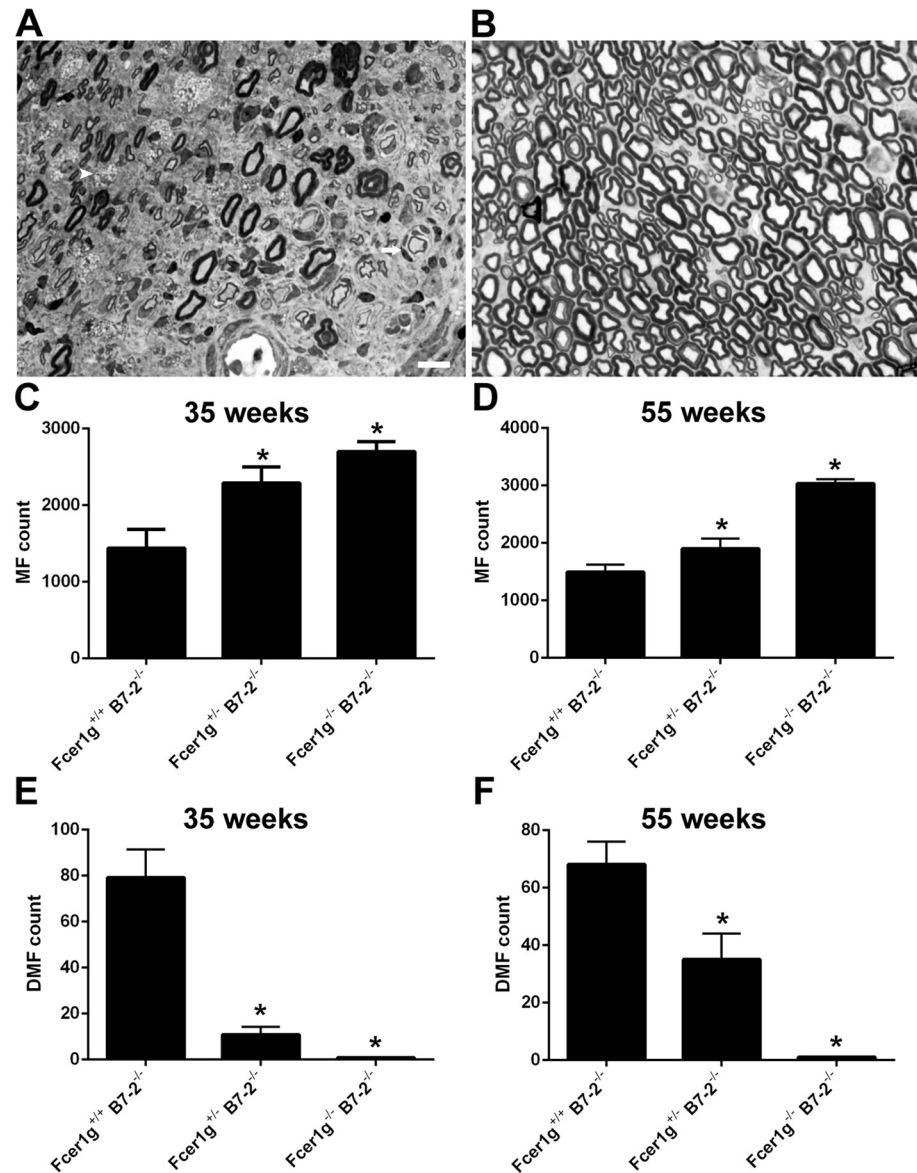 A
B
C
35 weeks
MF count
3000
2000
1000
0
*
*
Fcer1g+/+ B7-2-/-
Fcer1g+/- B7-2-/-
Fcer1g-/- B7-2-/-
D
55 weeks
MF count
4000
3000
2000
1000
0
*
*
Fcer1g+/+ B7-2-/-
Fcer1g+/- B7-2-/-
Fcer1g-/- B7-2-/-
E
35 weeks
DMF count
100
80
60
40
20
0
*
*
Fcer1g+/+ B7-2-/-
Fcer1g+/- B7-2-/-
Fcer1g-/- B7-2-/-
F
55 weeks
DMF count
80
60
40
20
0
*
*
Fcer1g+/+ B7-2-/-
Fcer1g+/- B7-2-/-
Fcer1g-/- B7-2-/-